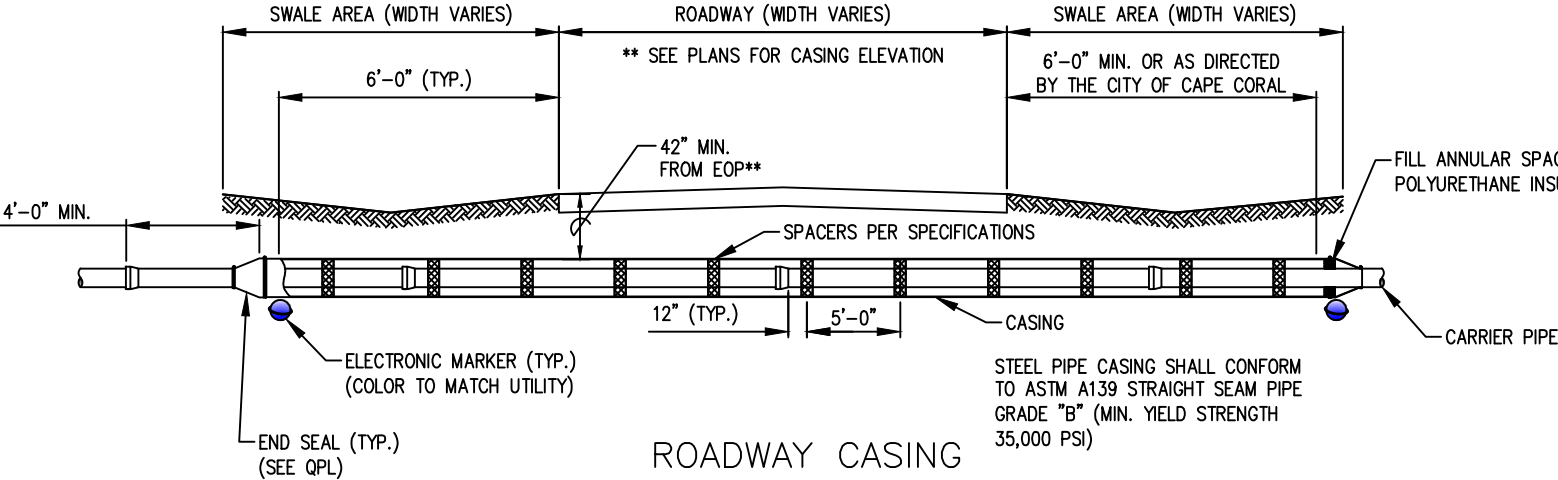 SWALE AREA (WIDTH VARIES)
ROADWAY (WIDTH VARIES)
SWALE AREA (WIDTH VARIES)
** SEE PLANS FOR CASING ELEVATION
6'-0" (TYP.)
6'-0" MIN. OR AS DIRECTED
BY THE CITY OF CAPE CORAL
42" MIN.
FROM EOP**
FILL ANNULAR
POLYURETHANE
4'-0" MIN.
SPACERS PER SPECIFICATIONS
12" (TYP.)
5'-0"
CASING
CARRIER PIPE
ELECTRONIC MARKER (TYP.)
(COLOR TO MATCH UTILITY)
STEEL PIPE CASING SHALL CONFORM
TO ASTM A139 STRAIGHT SEAM PIPE
GRADE "B" (MIN. YIELD STRENGTH
35,000 PSI)
END SEAL (TYP.)
(SEE QPL)
ROADWAY CASING